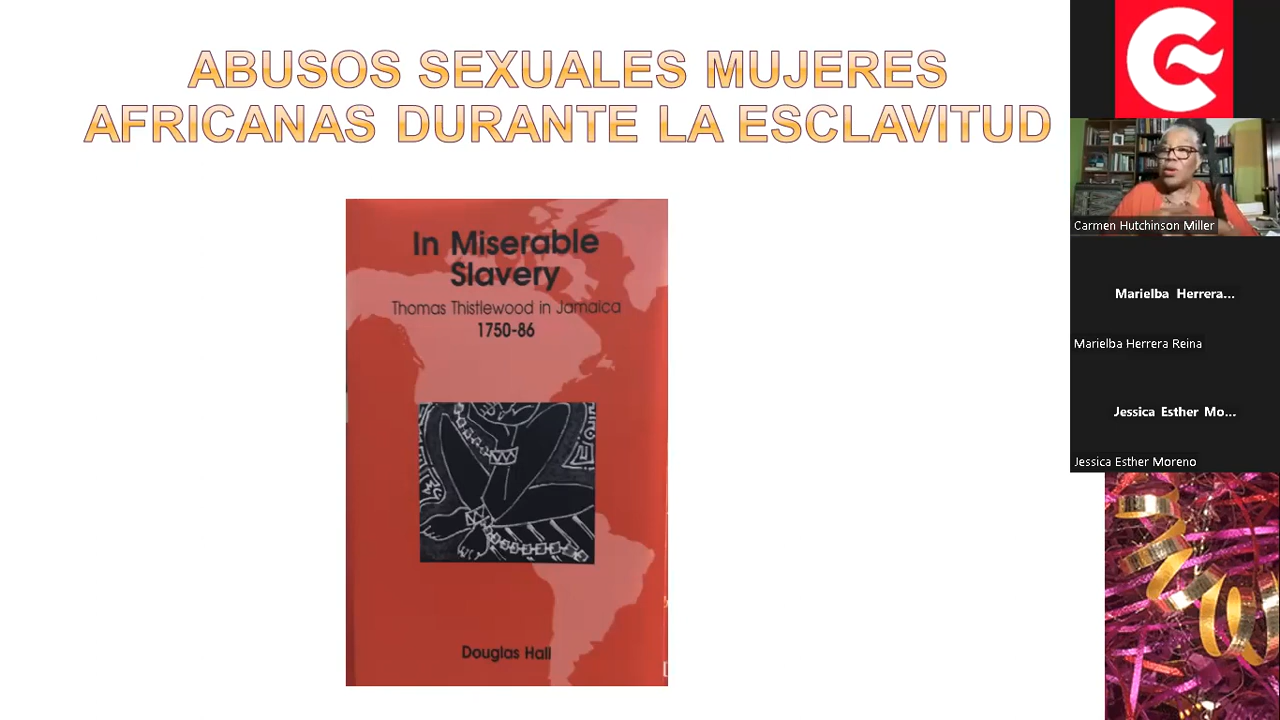 ABUSOS SEXUALES MUJERES
AFRICANAS DURANTE LA ESCLAVITUD
In Miserable
Slavery
Thomas Thistlewood in Jamaica
1750-86
Douglas Hall
Carmen Hutchinson Miller
Marielba Herrera...
Marielba Herrera Reina
Jessica Esther Mo...
Jessica Esther Moreno